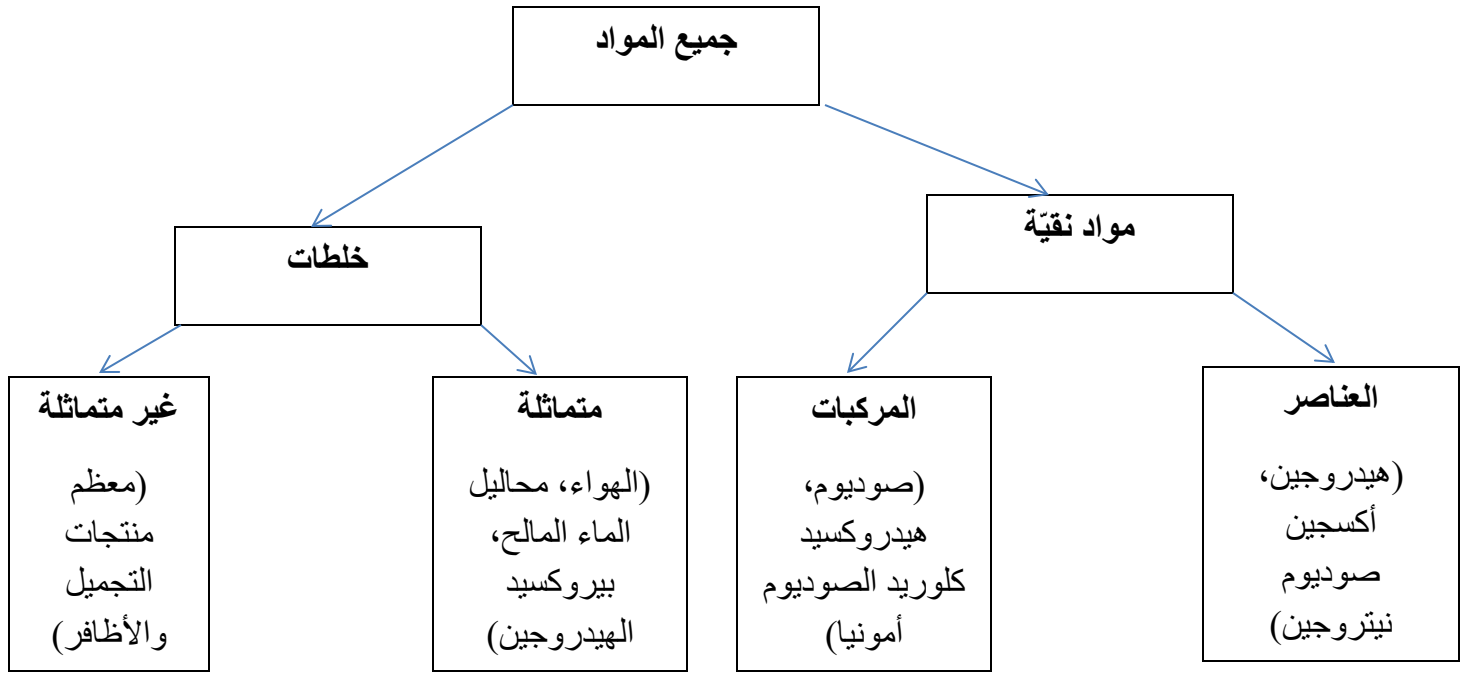 جميع المواد
مواد نقيّة
خلطات
العناصر
(هيدروجين،
أكسجين
صوديوم
نيتروجين)
المركبات
(صوديوم،
هيدروكسيد
كلوريد الصوديوم
أمونيا)
متماثلة
(الهواء، محاليل
الماء المالح،
بيروكسيد
الهيدروجين)
غير متماثلة
(معظم
منتجات
التجميل
والأظافر)